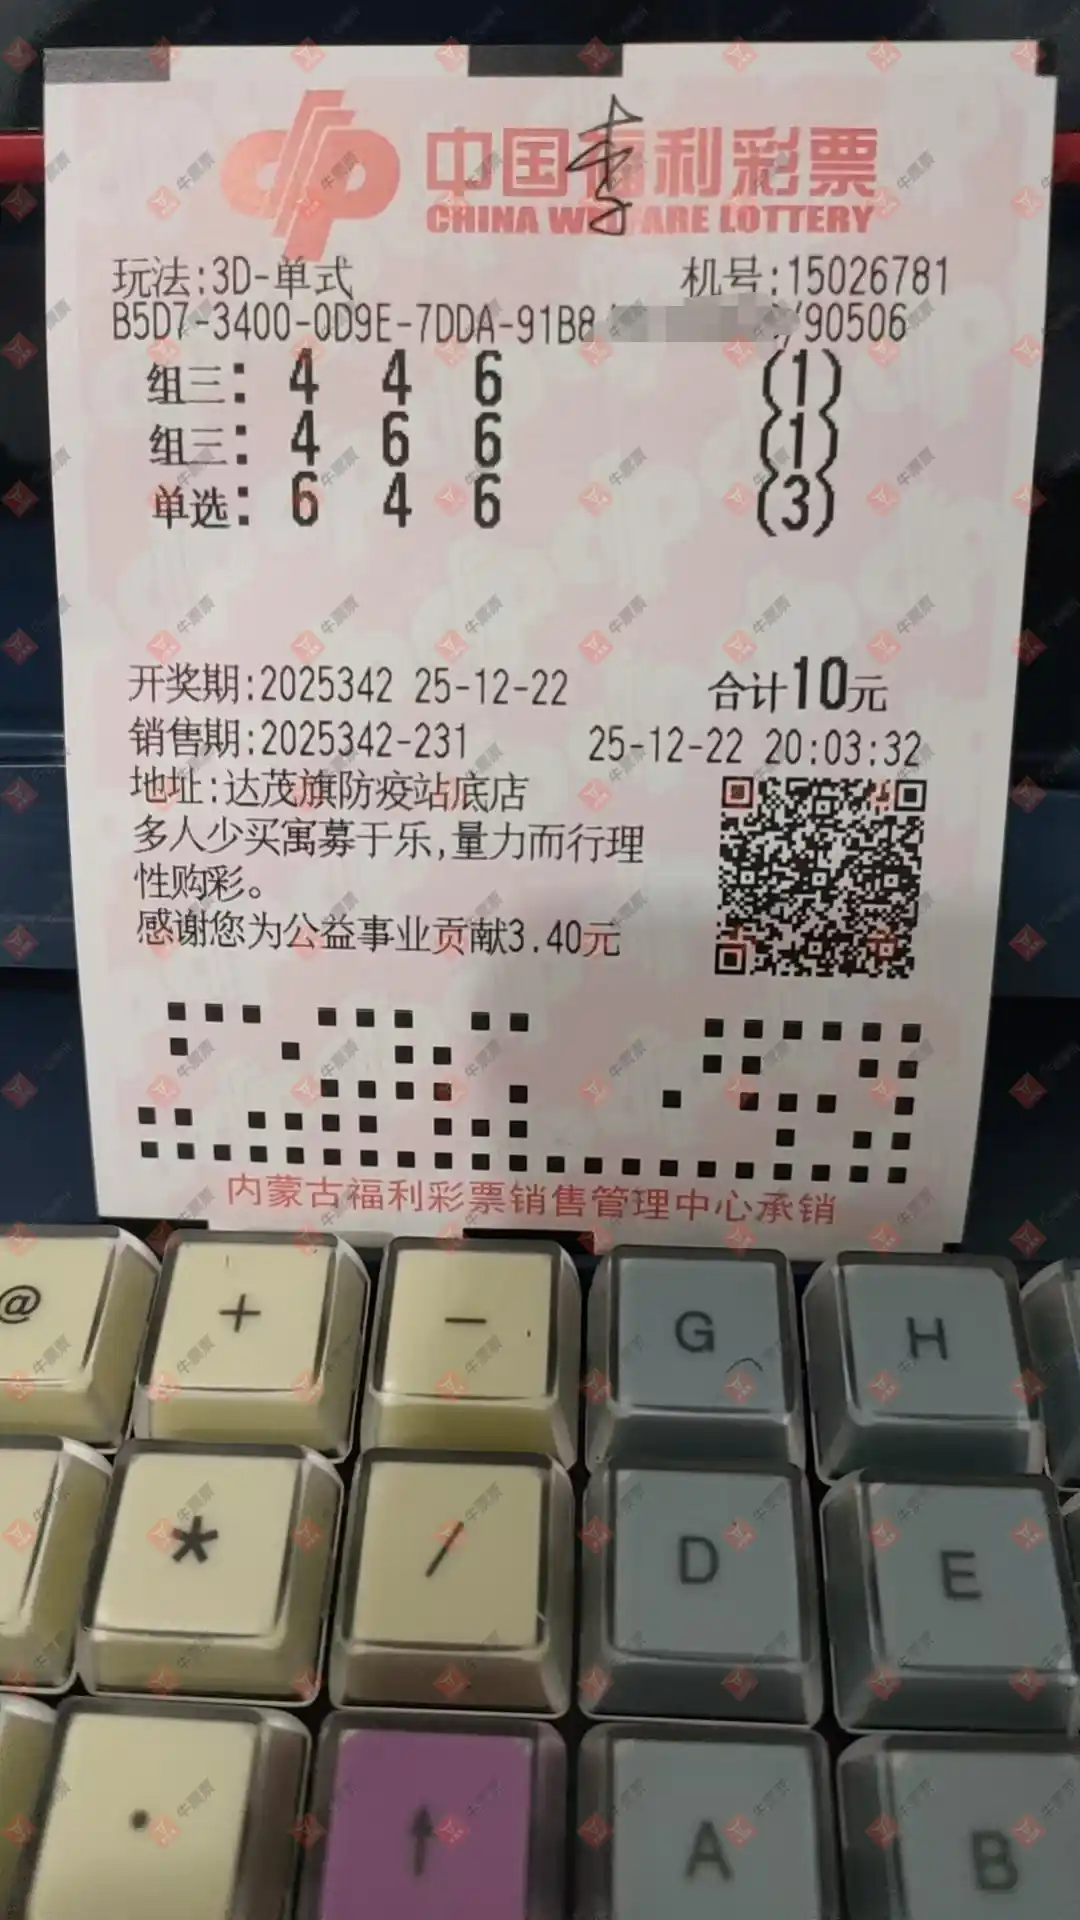 中国福利彩票
CHINA WELFARE LOTTERY
玩法:3D-单式 机号:15026781
B5D7-3400-0D9E-7DDA-91B8/ /90506
组三: 4 4 6 (1)
组三: 4 6 6 (1)
单选: 6 4 6 (3)
开奖期:2025342 25-12-22 合计10元
销售期:2025342-231 25-12-22 20:03:32
地址:达茂旗防疫站底店
多人少买寓募于乐,量力而行理
性购彩。
感谢您为公益事业贡献3.40元
内蒙古福利彩票销售管理中心承销
@ + - G H
* / D E
. ↑ A B
牛票票